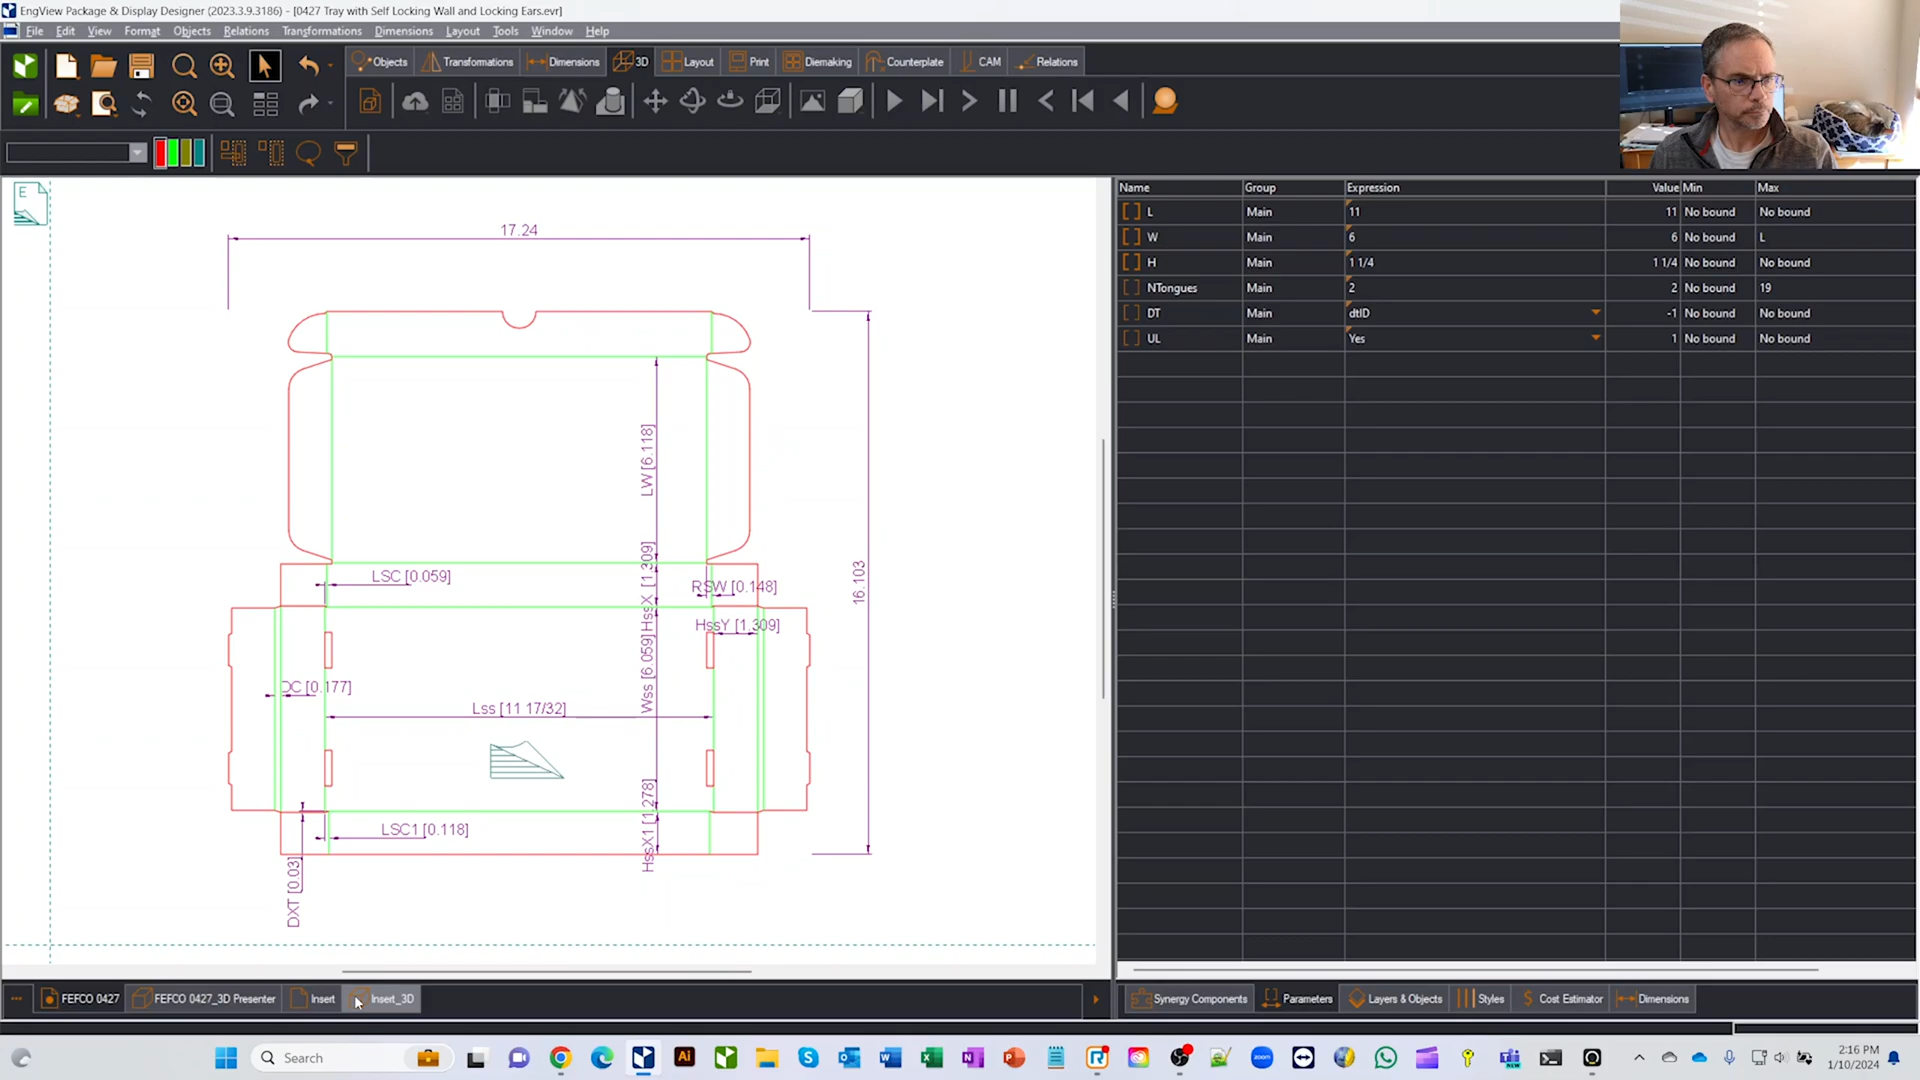 EngView Package & Display Designer (2023.3.9.3186) - [0427 Tray with Self Locking Wall and Locking Ears.evr]
File Edit View Format Objects Relations Transformations Dimensions Layout Tools Window Help
Objects Transformations Dimensions 3D Layout Print Diemaking Counterplate CAM Relations
E
17.24
16.103
LW [6.118]
LSC [0.059]
HssX [1.309]
RSW [0.148]
HssY [1.309]
Wss [6.059]
DC [0.177]
Lss [11 17/32]
HssX1 [1.278]
LSC1 [0.118]
DXT [0.03]
Name Group Expression Value Min Max
L Main 11 11 No bound No bound
W Main 6 6 No bound L
H Main 1 1/4 1 1/4 No bound No bound
NTongues Main 2 2 No bound 19
DT Main dtID -1 No bound No bound
UL Main Yes 1 No bound No bound
FEFCO 0427 FEFCO 0427_3D Presenter Insert Insert_3D
Synergy Components Parameters Layers & Objects Styles Cost Estimator Dimensions
Search
Ai
NEW
zoom
2:16 PM
1/10/2024